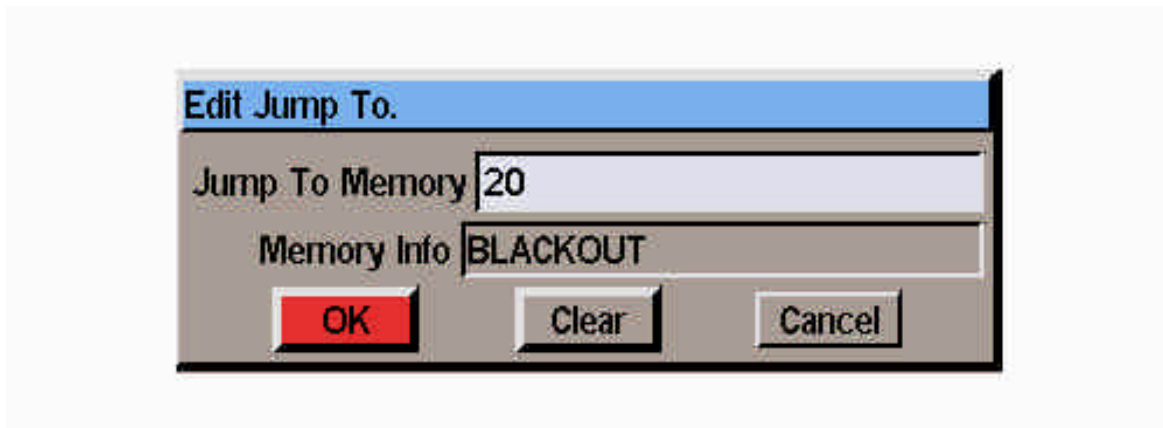 Edit Jump To.
Jump To Memory 20
Memory Info BLACKOUT
OK Clear Cancel